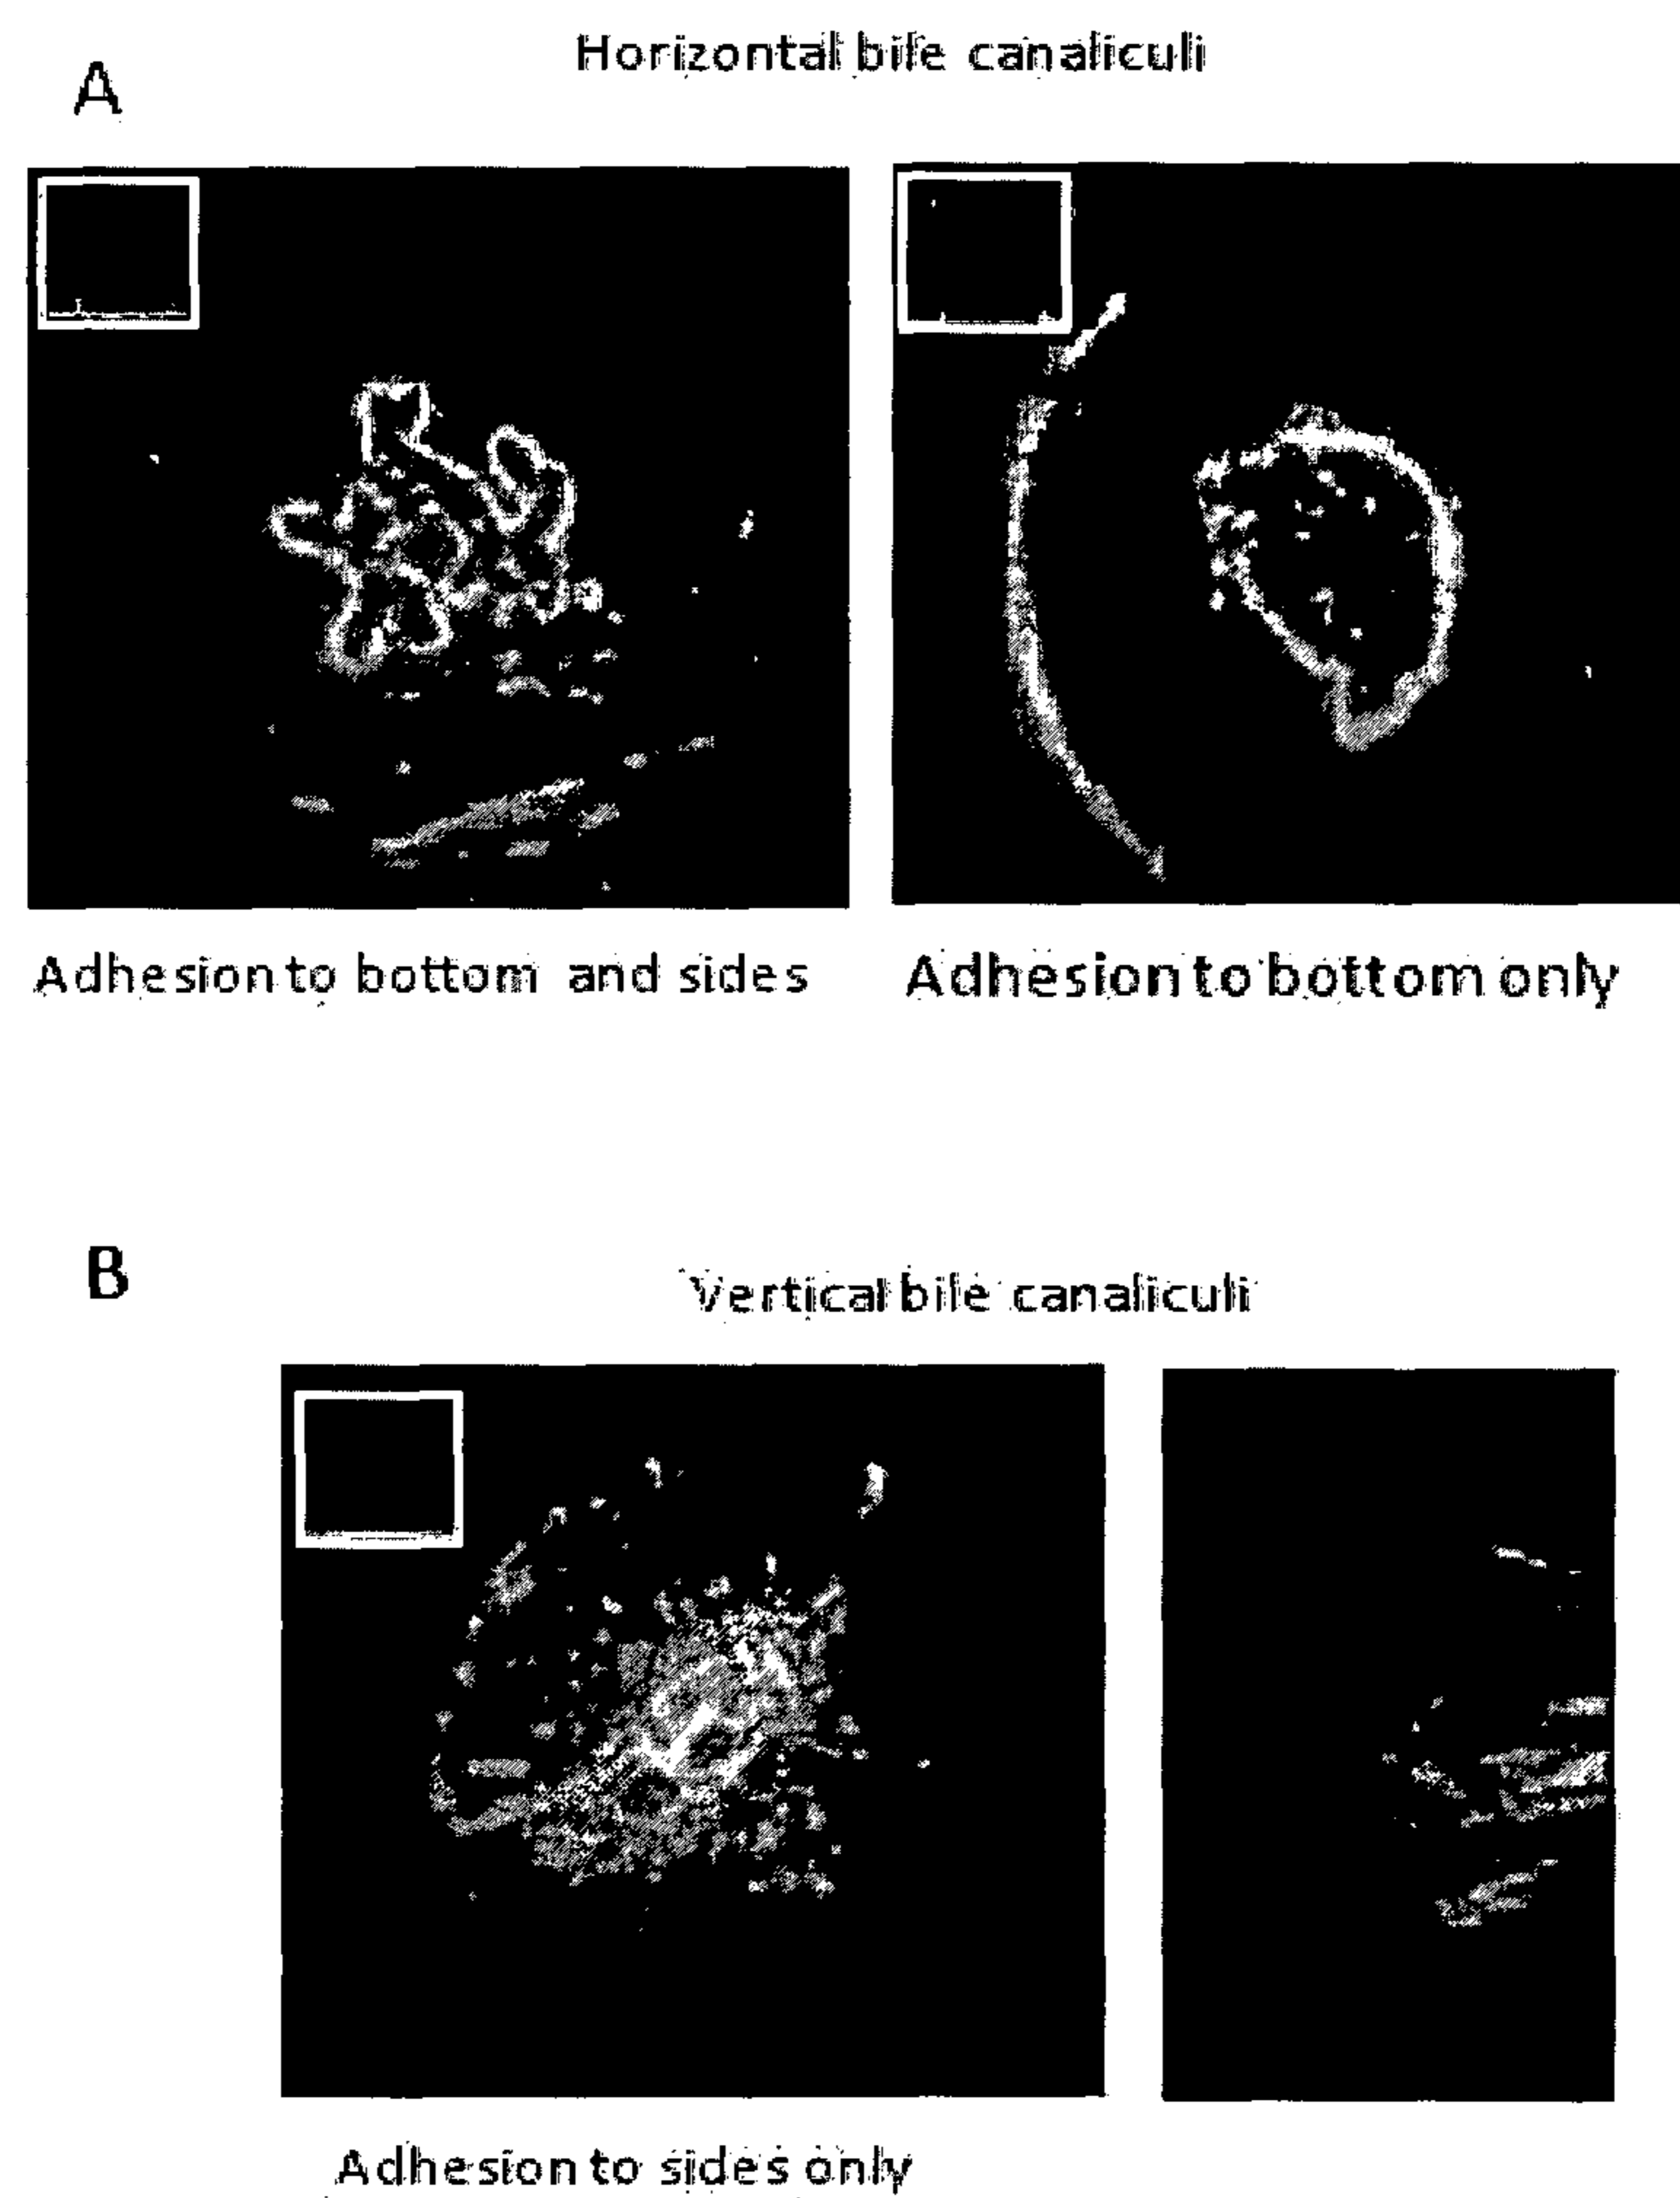 A
Horizontal bile canaliculi
Adhesion to bottom and sides
Adhesion to bottom only
B
Vertical bile canaliculi
Adhesion to sides only